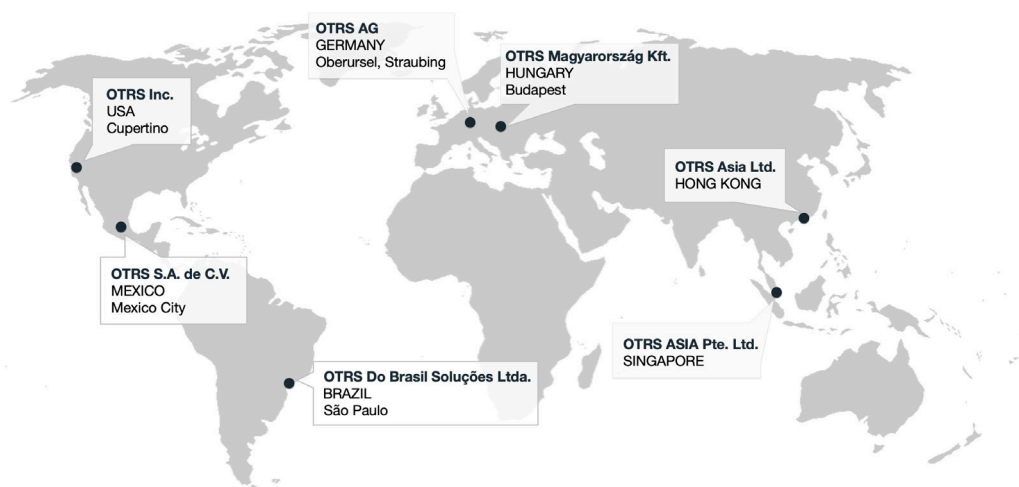 OTRS AG
GERMANY
Oberursel, Straubing
OTRS Magyarország Kft.
HUNGARY
Budapest
OTRS Inc.
USA
Cupertino
OTRS Asia Ltd.
HONG KONG
OTRS S.A. de C.V.
MEXICO
Mexico City
OTRS ASIA Pte. Ltd.
SINGAPORE
OTRS Do Brasil Soluções Ltda.
BRAZIL
São Paulo